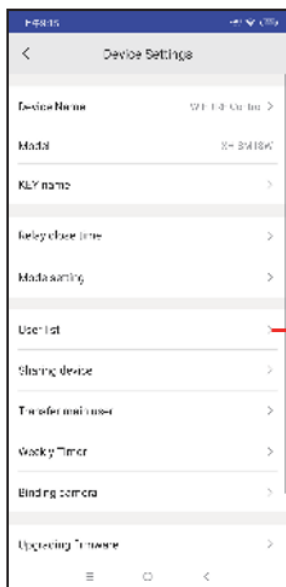 Device Settings
Device Name
Model
KEY name
Relay close time
Mode setting
User list
Sharing device
Transfer main user
Weekly Timer
Binding camera
Upgrading firmware